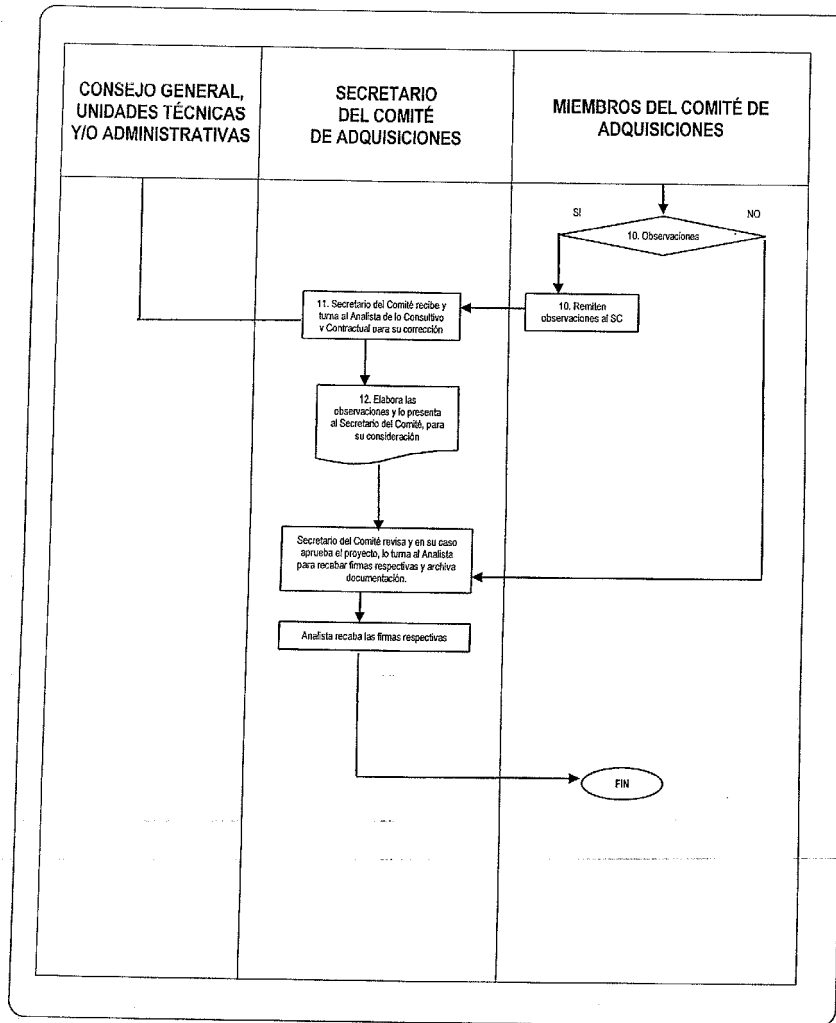 CONSEJO GENERAL,
UNIDADES TÉCNICAS
Y/O ADMINISTRATIVAS
SECRETARIO
DEL COMITÉ
DE ADQUISICIONES
MIEMBROS DEL COMITÉ DE
ADQUISICIONES
SI
NO
10. Observaciones
11. Secretario del Comité recibe y
turna al Analista de lo Consultivo
y Contractual para su corrección
10. Remiten
observaciones al SC
12. Elabora las
observaciones y lo presenta
al Secretario del Comité, para
su consideración
Secretario del Comité revisa y en su caso
aprueba el proyecto, lo turna al Analista
para recabar firmas respectivas y archiva
documentación.
Analista recaba las firmas respectivas
FIN